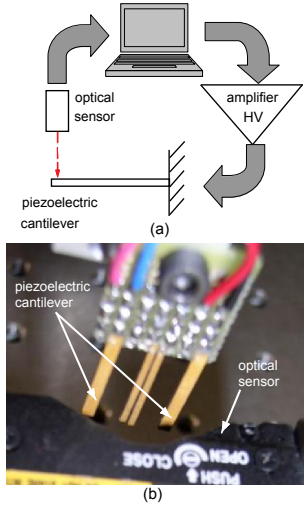 optical
sensor
amplifier
HV
piezoelectric
cantilever
(a)
piezoelectric
cantilever
optical
sensor
OPEN
CLOSE
PUSH
(b)